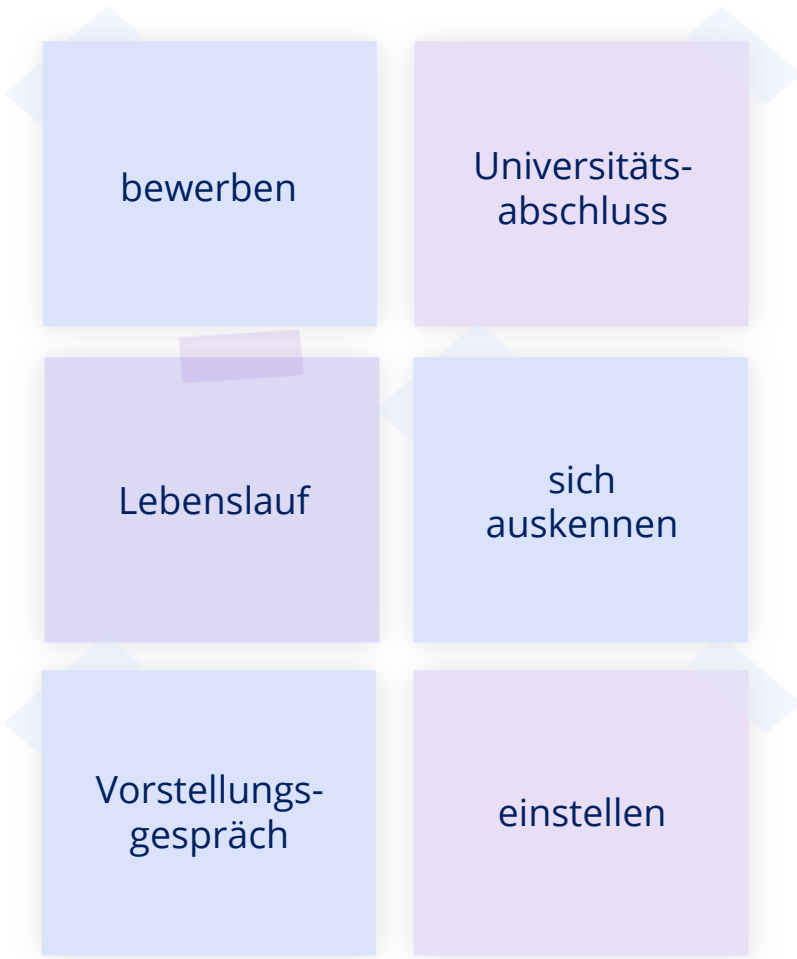 bewerben
Universitäts-
abschluss
Lebenslauf
sich
auskennen
Vorstellungs-
gespräch
einstellen